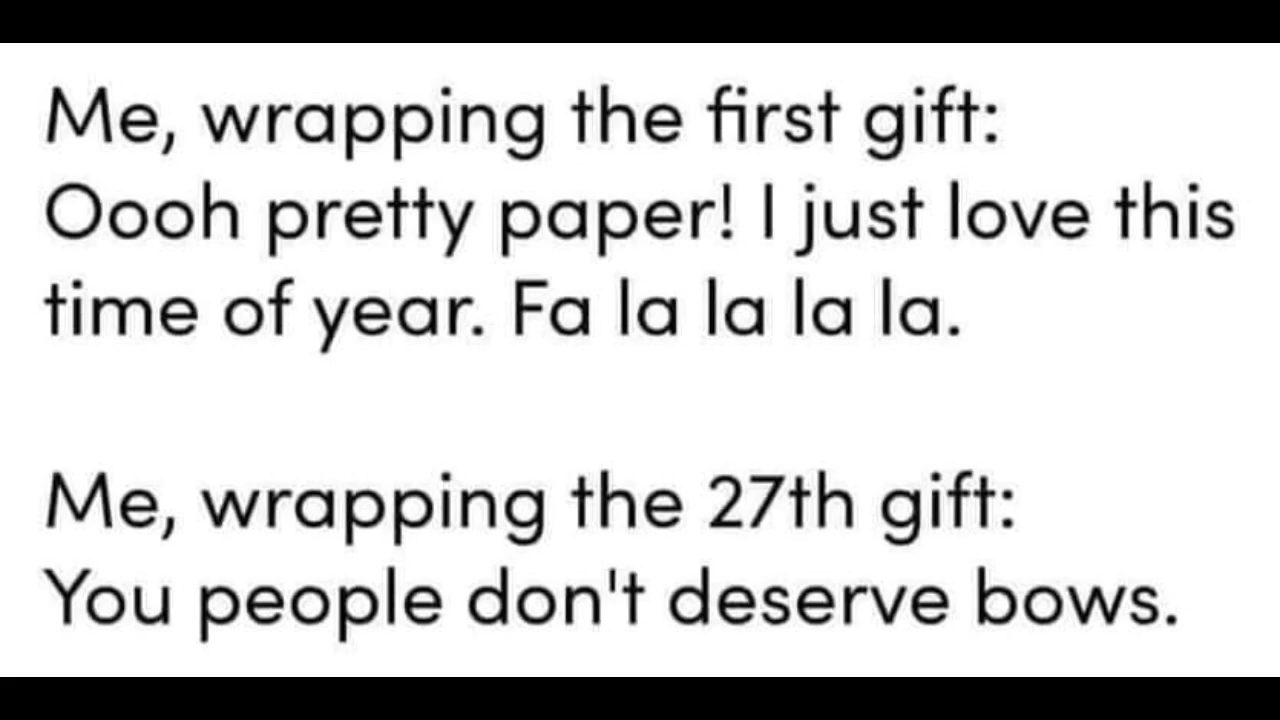 Me, wrapping the first gift:
Oooh pretty paper! I just love this
time of year. Fa la la la la.
Me, wrapping the 27th gift:
You people don't deserve bows.